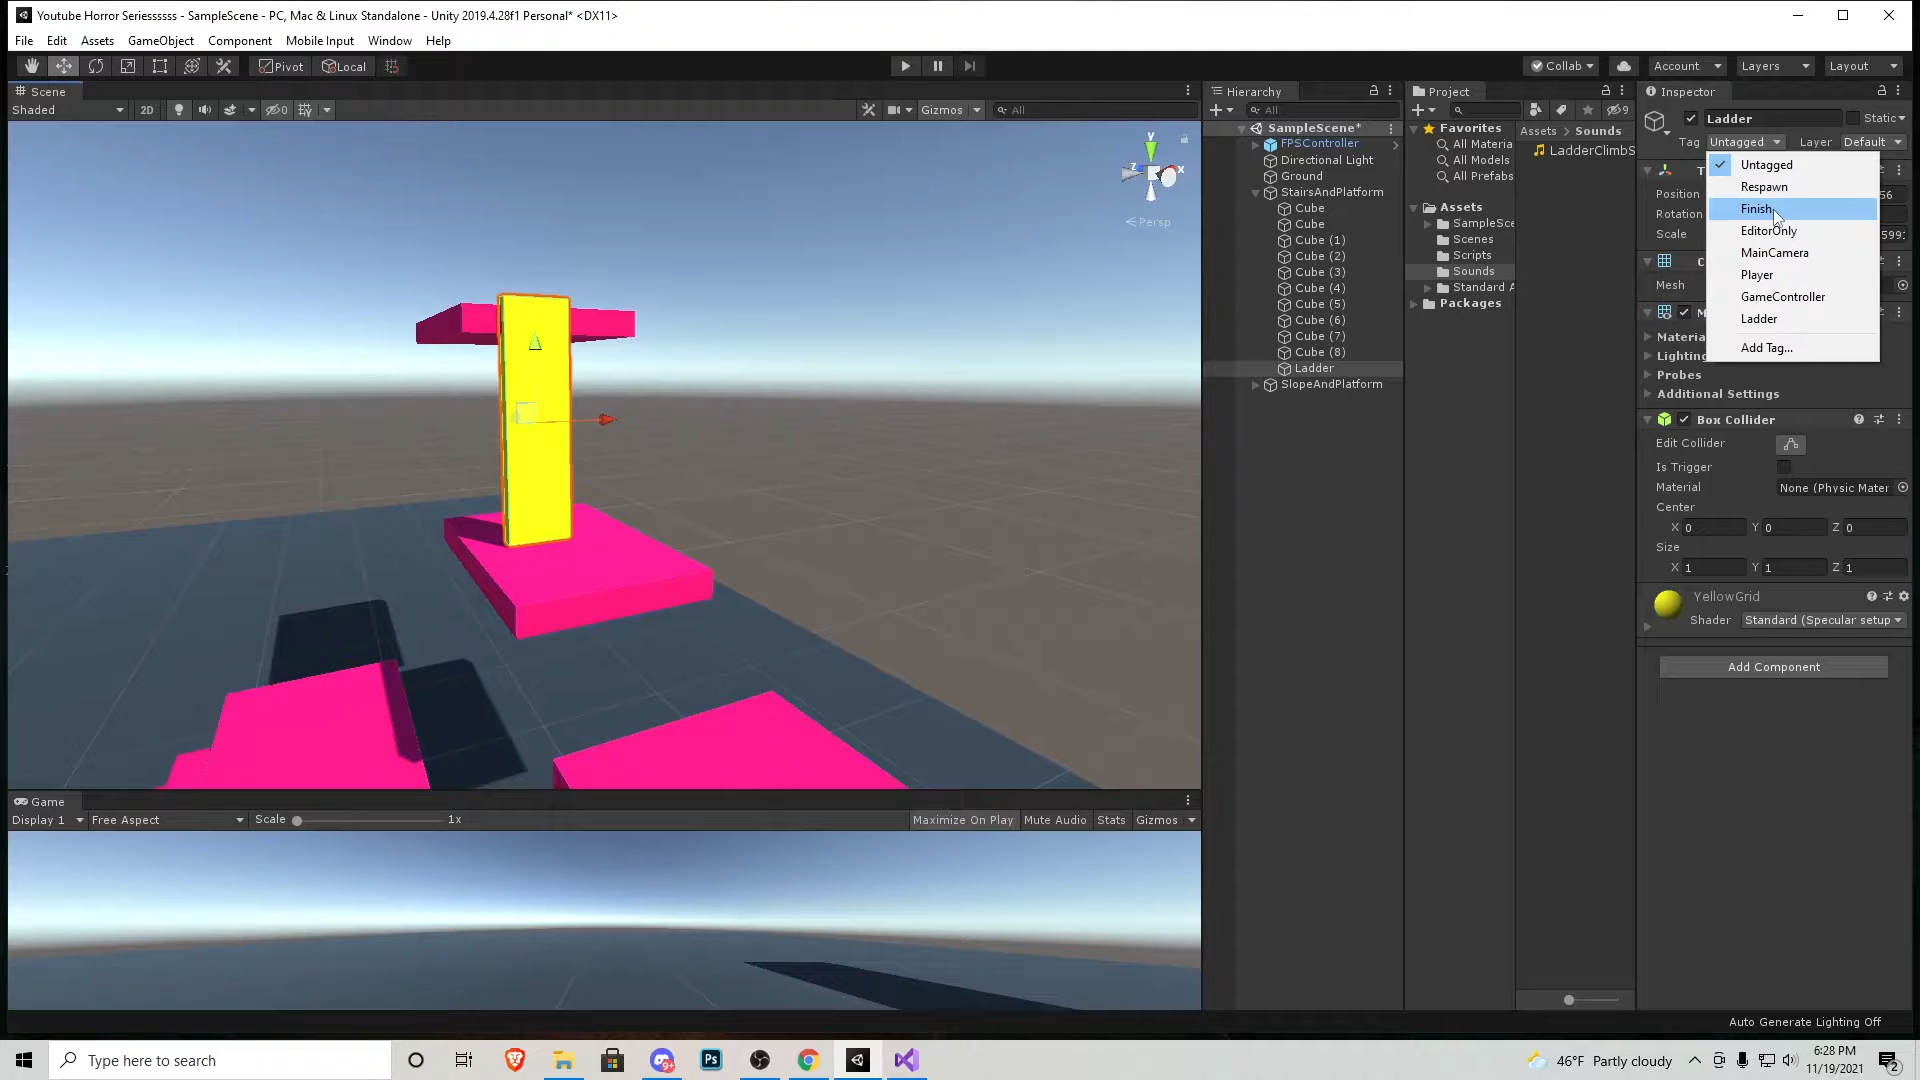 Youtube Horror Seriessssss - SampleScene - PC, Mac & Linux Standalone - Unity 2019.4.28f1 Personal* <DX11>
File Edit Assets GameObject Component Mobile Input Window Help
Pivot Local Collab Account Layers Layout
Scene
Shaded 2D 0 Gizmos All
y
z x
Persp
Game
Display 1 Free Aspect Scale 1x Maximize On Play Mute Audio Stats Gizmos
Hierarchy
All
SampleScene*
FPSController
Directional Light
Ground
StairsAndPlatform
Cube
Cube
Cube (1)
Cube (2)
Cube (3)
Cube (4)
Cube (5)
Cube (6)
Cube (7)
Cube (8)
Ladder
SlopeAndPlatform
Project
9
Favorites
All Materia
All Models
All Prefabs
Assets
SampleSce
Scenes
Scripts
Sounds
Standard A
Packages
Assets > Sounds
LadderClimbS
Inspector
Ladder Static
Tag Untagged Layer Default
Untagged
Respawn
Finish
EditorOnly
MainCamera
Player
GameController
Ladder
Add Tag...
T
Position 56
Rotation
Scale 599
C
Mesh
M
Materia
Lighting
Probes
Additional Settings
Box Collider
Edit Collider
Is Trigger
Material None (Physic Mater
Center
X 0 Y 0 Z 0
Size
X 1 Y 1 Z 1
YellowGrid
Shader Standard (Specular setup
Add Component
Auto Generate Lighting Off
Type here to search
9+
Ps
46°F Partly cloudy
6:28 PM
11/19/2021
2